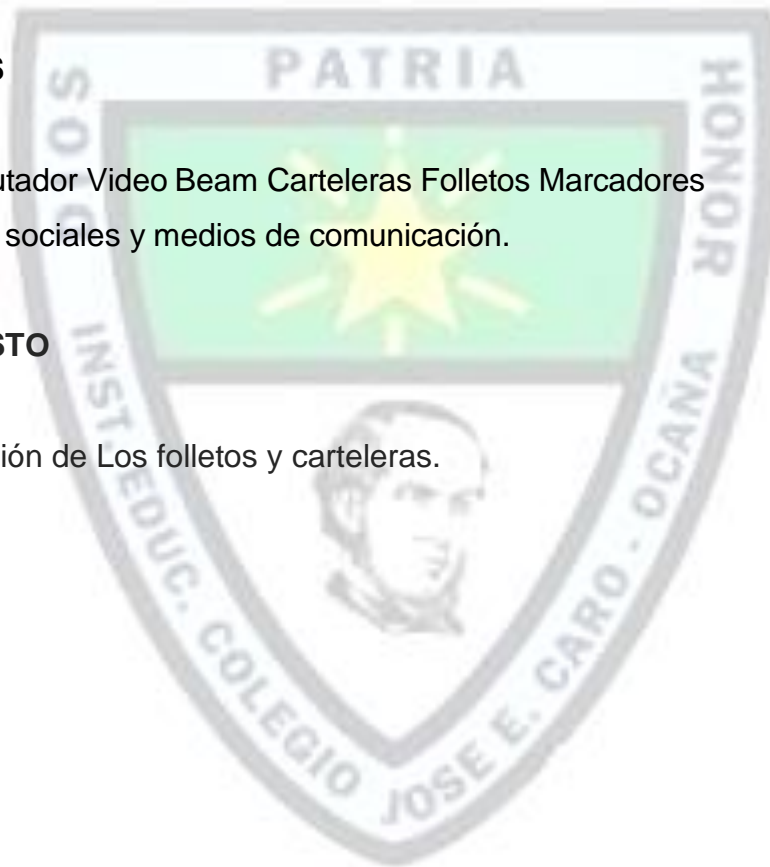 PATRIA
DIOS
HONOR
S
utador Video Beam Carteleras Folletos Marcadores
sociales y medios de comunicación.
STO
ión de Los folletos y carteleras.
INST. EDUC. COLEGIO JOSE E. CARO - OCAÑA